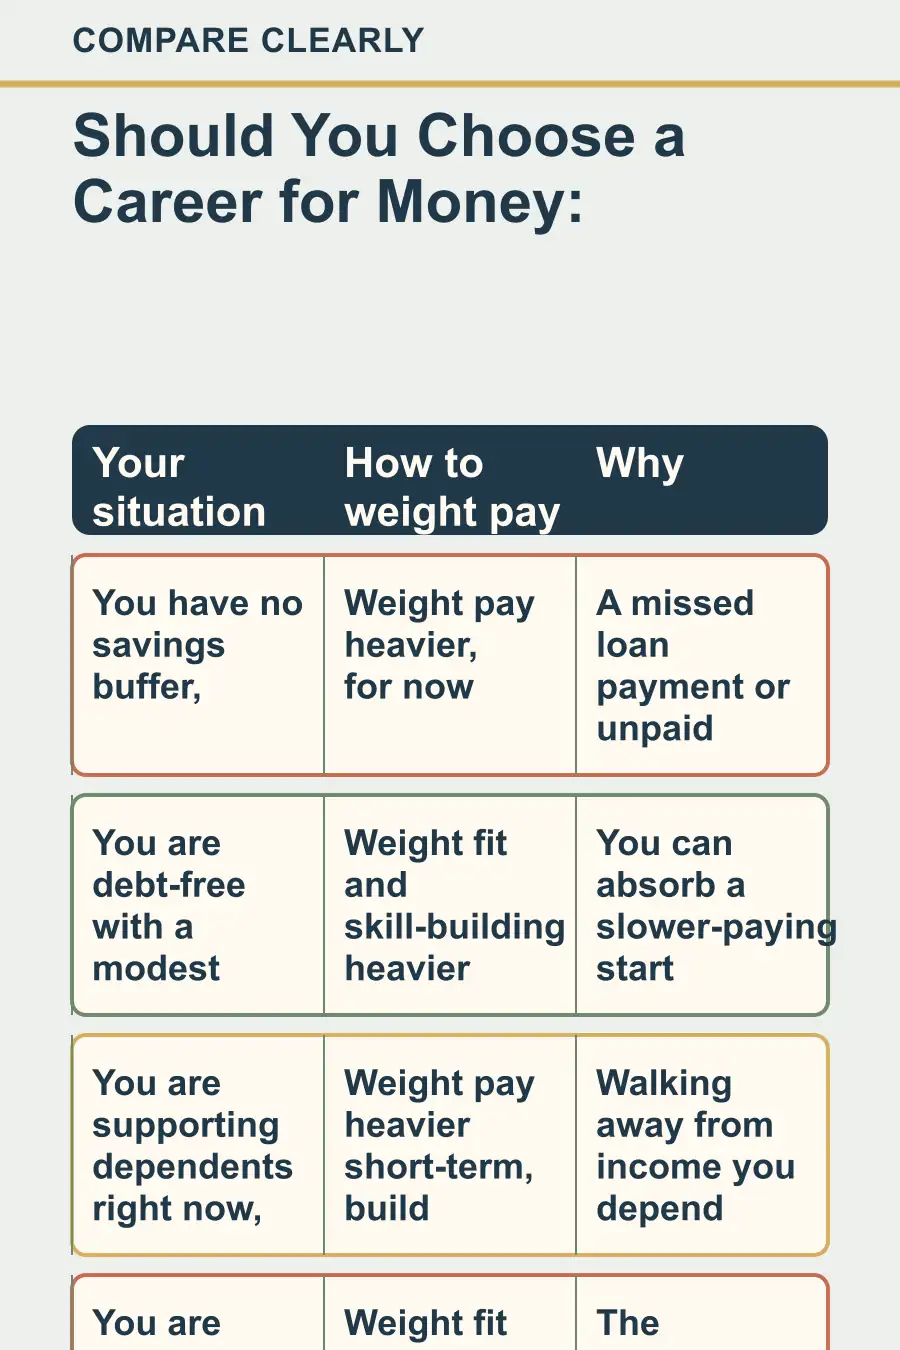 COMPARE CLEARLY
Should You Choose a
Career for Money:
Your
situation
How to
weight pay
Why
You have no
savings
buffer,
Weight pay
heavier,
for now
A missed
loan
payment or
unpaid
You are
debt-free
with a
modest
Weight fit
and
skill-building
heavier
You can
absorb a
slower-paying
start
You are
supporting
dependents
right now,
Weight pay
heavier
short-term,
build
Walking
away from
income you
depend
You are
Weight fit
The